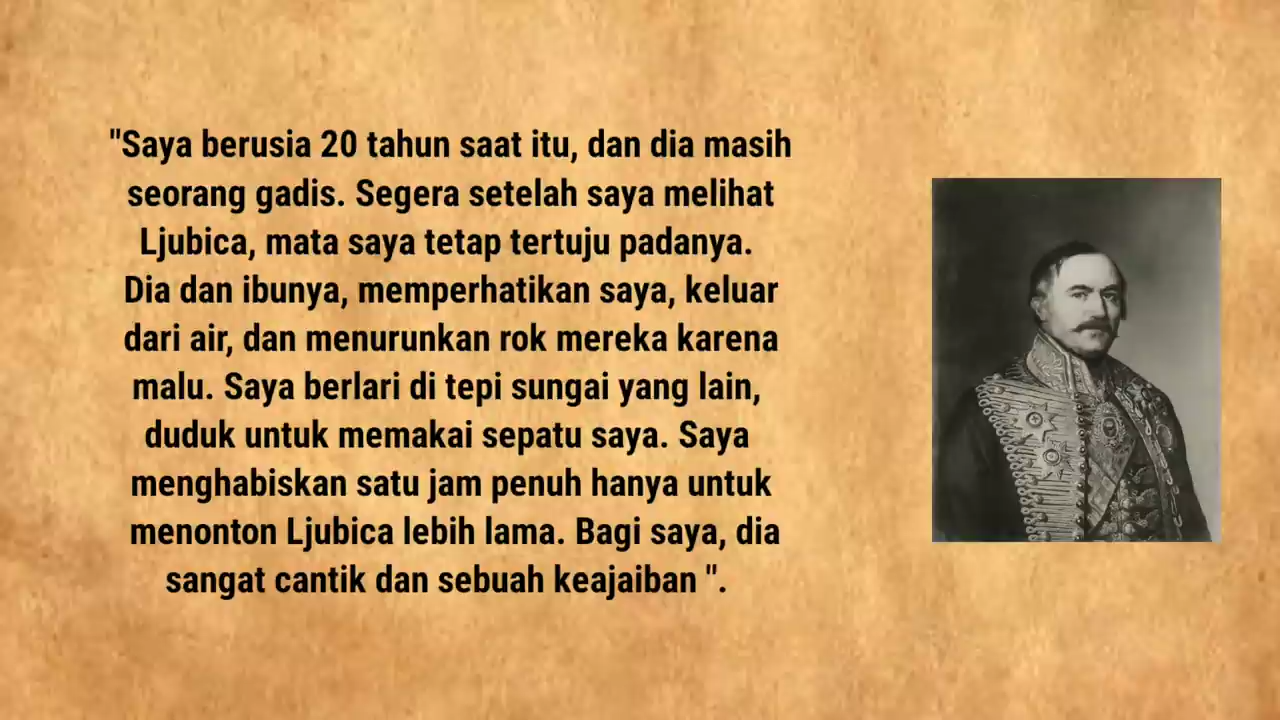 "Saya berusia 20 tahun saat itu, dan dia masih
seorang gadis. Segera setelah saya melihat
Ljubica, mata saya tetap tertuju padanya.
Dia dan ibunya, memperhatikan saya, keluar
dari air, dan menurunkan rok mereka karena
malu. Saya berlari di tepi sungai yang lain,
duduk untuk memakai sepatu saya. Saya
menghabiskan satu jam penuh hanya untuk
menonton Ljubica lebih lama. Bagi saya, dia
sangat cantik dan sebuah keajaiban ".